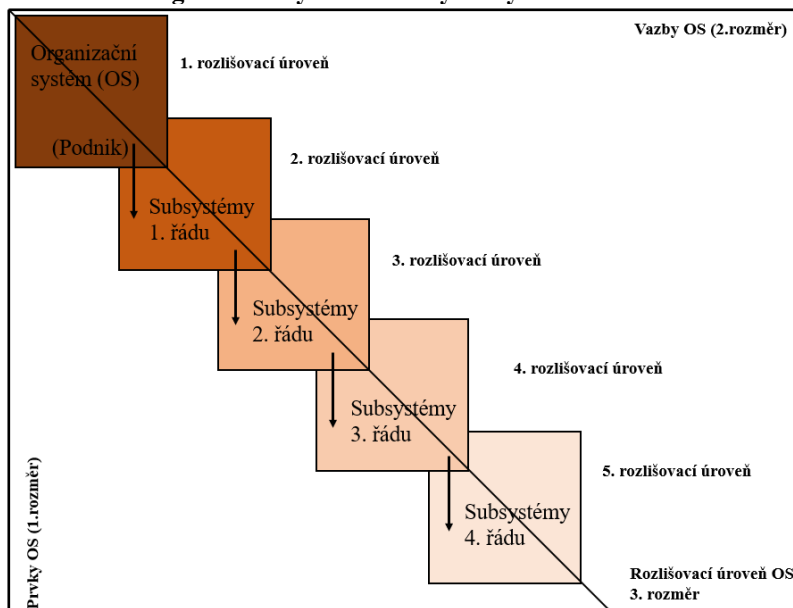 Vazby OS (2.rozměr)
Organizační
systém (OS)
(Podnik)
1. rozlišovací úroveň
2. rozlišovací úroveň
Subsystémy
1. řádu
3. rozlišovací úroveň
Subsystémy
2. řádu
4. rozlišovací úroveň
Subsystémy
3. řádu
5. rozlišovací úroveň
Subsystémy
4. řádu
Prvky OS (1.rozměr)
Rozlišovací úroveň OS
3. rozměr